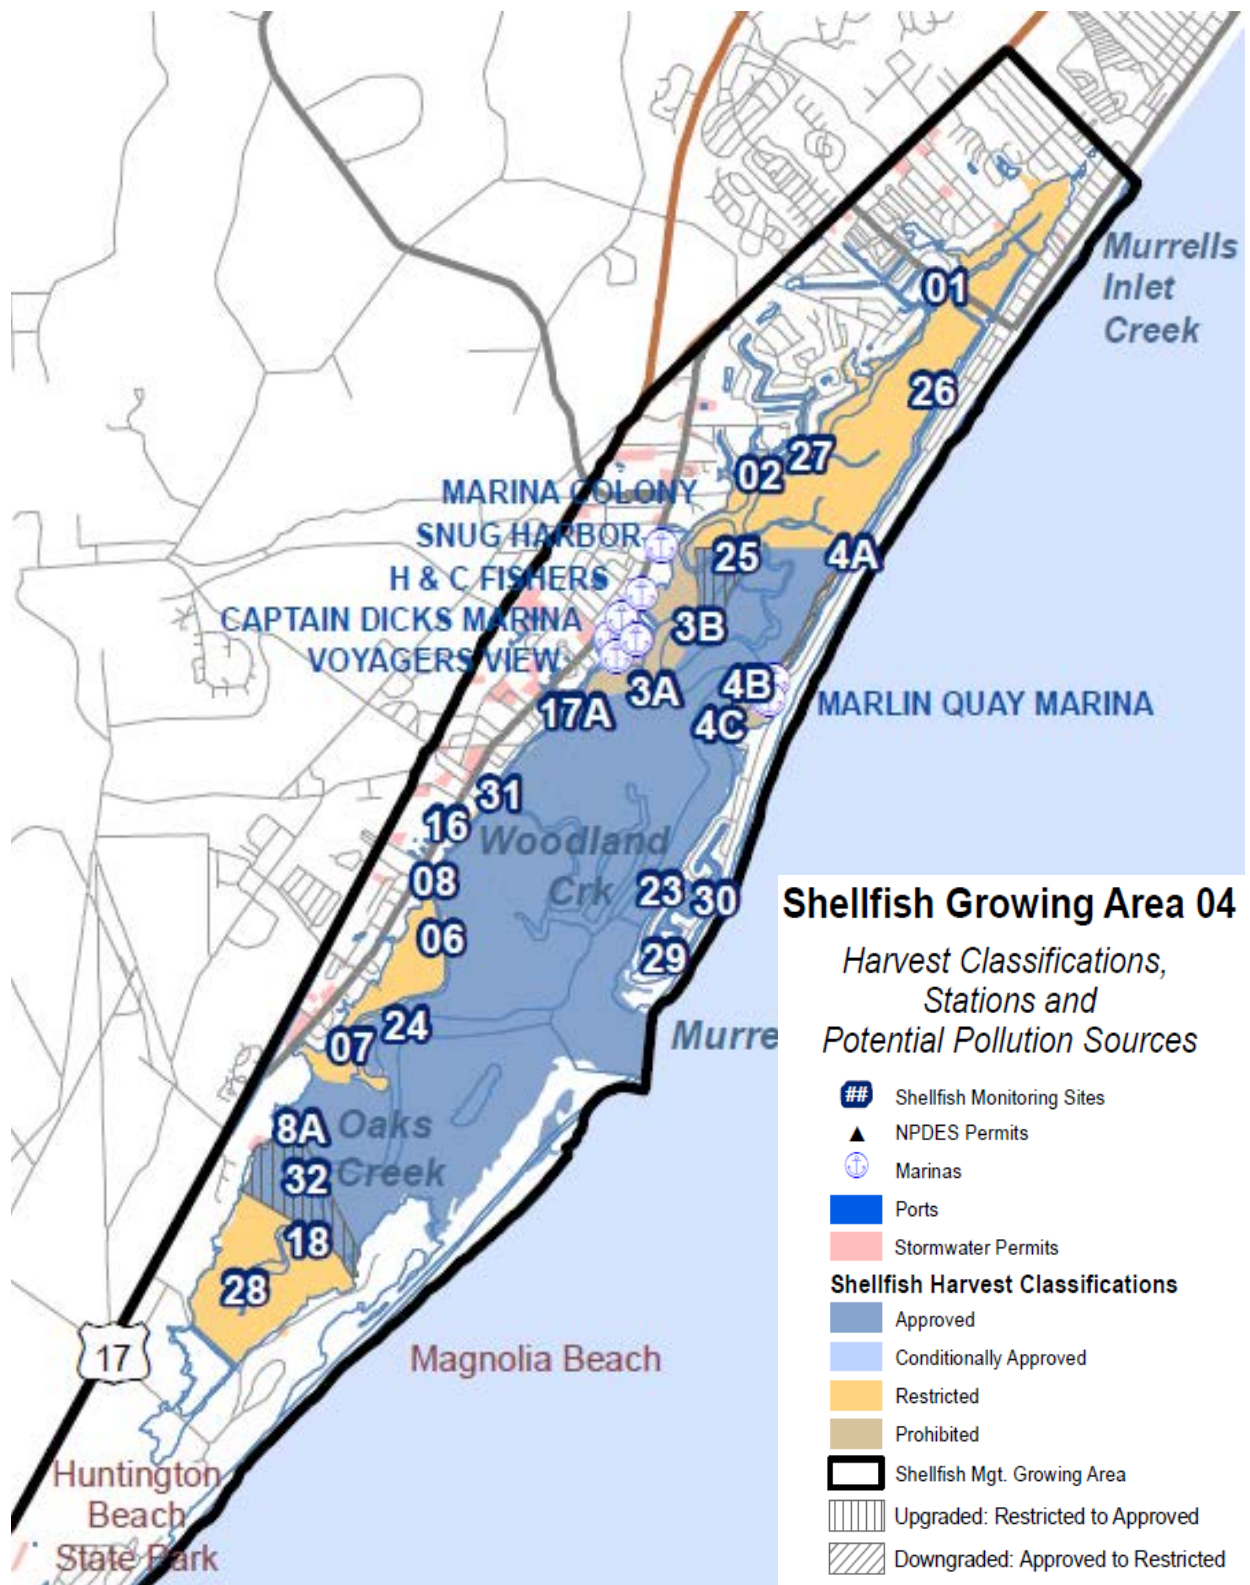 Murrells
Inlet
Creek
01
26
27
02
MARINA COLONY
SNUG HARBOR
25
4A
H & C FISHERS
CAPTAIN DICKS MARINA
3B
VOYAGERS VIEW
3A
4B
17A
4C
MARLIN QUAY MARINA
31
16
Woodland
Crk
08
23
30
06
29
24
07
Murre
8A
Oaks
Creek
32
18
28
17
Magnolia Beach
Huntington
Beach
State Park
Shellfish Growing Area 04
Harvest Classifications,
Stations and
Potential Pollution Sources
## Shellfish Monitoring Sites
NPDES Permits
Marinas
Ports
Stormwater Permits
Shellfish Harvest Classifications
Approved
Conditionally Approved
Restricted
Prohibited
Shellfish Mgt. Growing Area
Upgraded: Restricted to Approved
Downgraded: Approved to Restricted